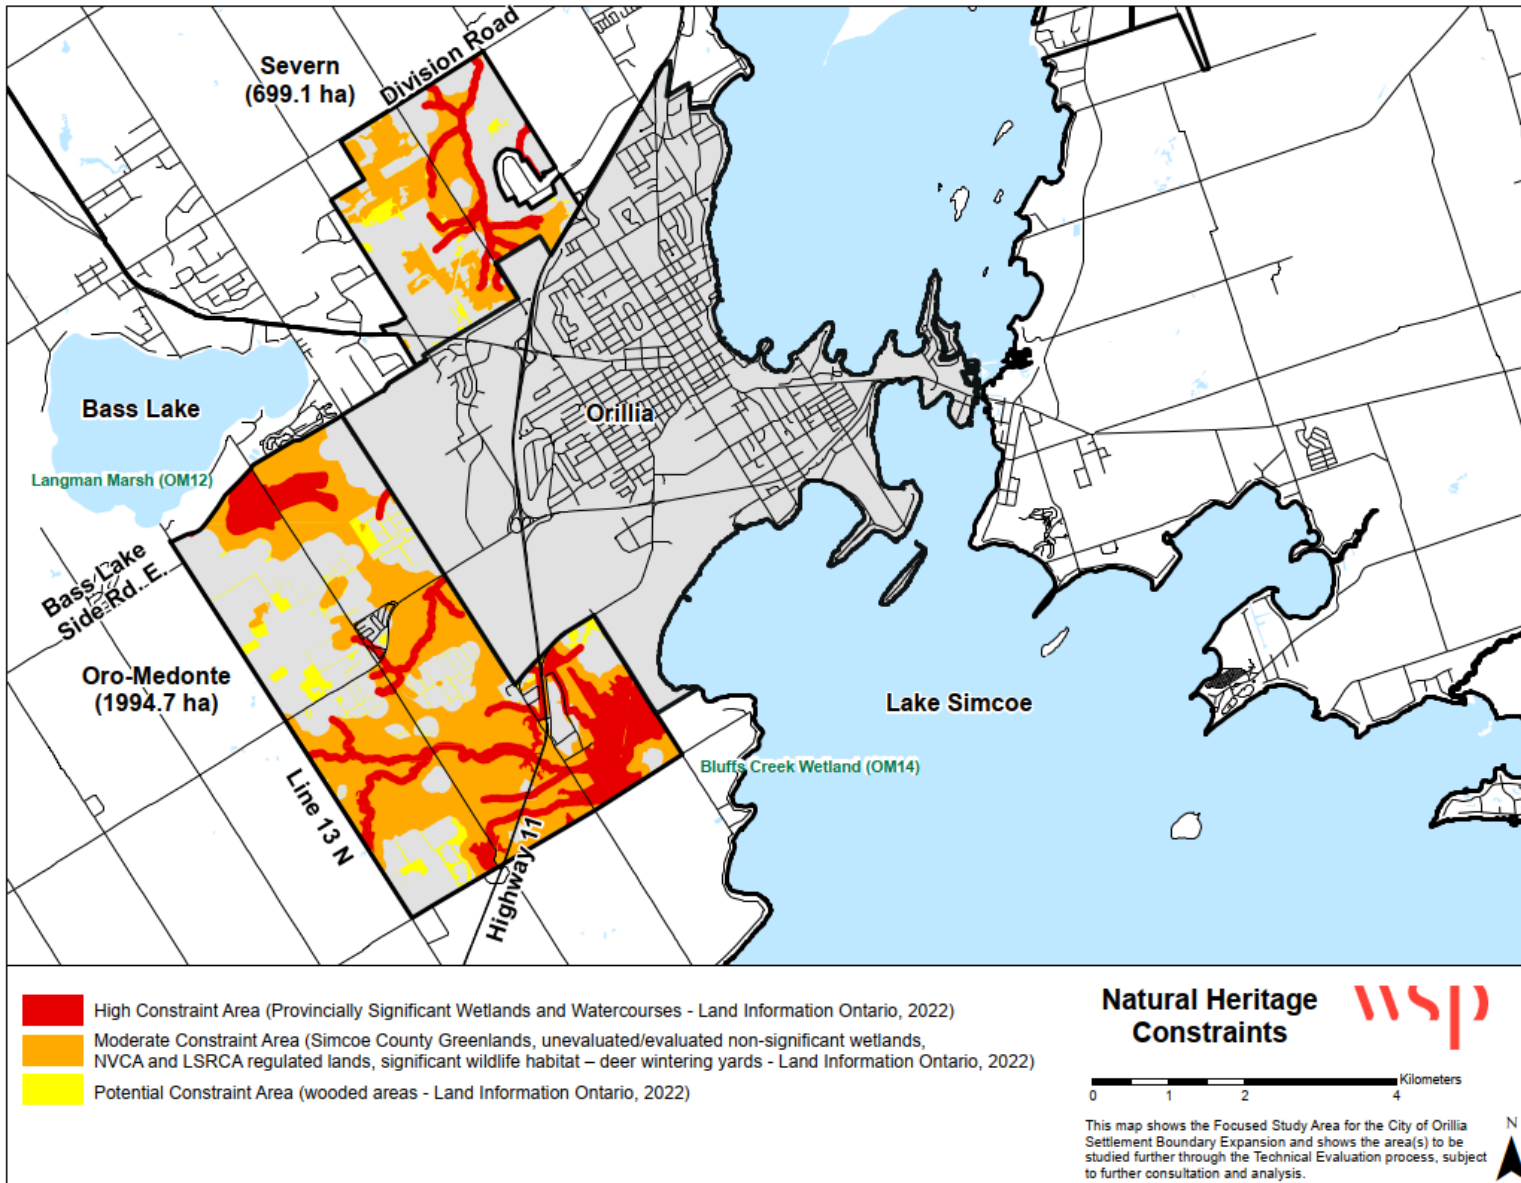 Severn
(699.1 ha)
Division Road
Bass Lake
Orillia
Langman Marsh (OM12)
Bass Lake
Side Rd. E.
Oro-Medonte
(1994.7 ha)
Lake Simcoe
Bluffs Creek Wetland (OM14)
Line 13 N
Highway 11
High Constraint Area (Provincially Significant Wetlands and Watercourses - Land Information Ontario, 2022)
Moderate Constraint Area (Simcoe County Greenlands, unevaluated/evaluated non-significant wetlands,
NVCA and LSRCA regulated lands, significant wildlife habitat – deer wintering yards - Land Information Ontario, 2022)
Potential Constraint Area (wooded areas - Land Information Ontario, 2022)
Natural Heritage
Constraints
wsp
Kilometers
0 1 2 4
This map shows the Focused Study Area for the City of Orillia
Settlement Boundary Expansion and shows the area(s) to be
studied further through the Technical Evaluation process, subject
to further consultation and analysis.
N